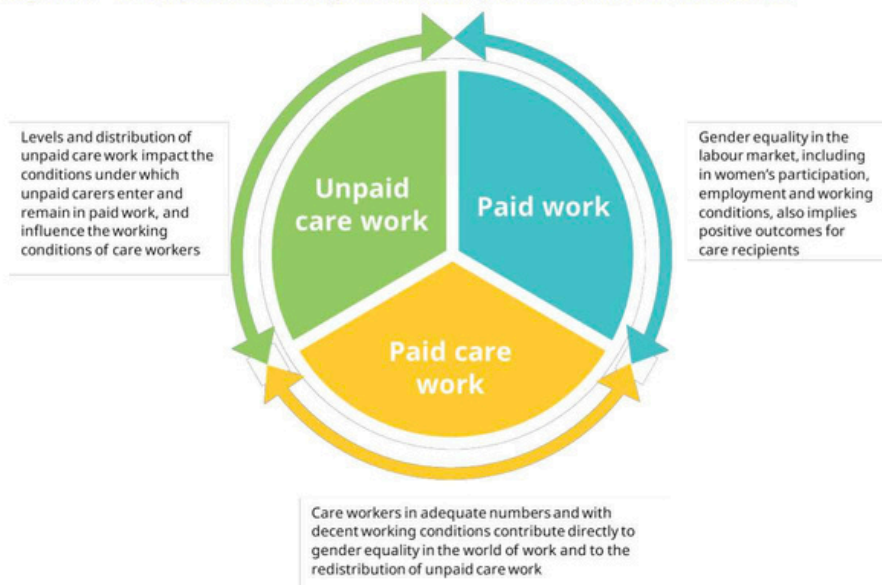 Levels and distribution of
unpaid care work impact the
conditions under which
unpaid carers enter and
remain in paid work, and
influence the working
conditions of care workers
Unpaid
care work
Paid work
Paid care
work
Gender equality in the
labour market, including
in women's participation,
employment and working
conditions, also implies
positive outcomes for
care recipients
Care workers in adequate numbers and with
decent working conditions contribute directly to
gender equality in the world of work and to the
redistribution of unpaid care work